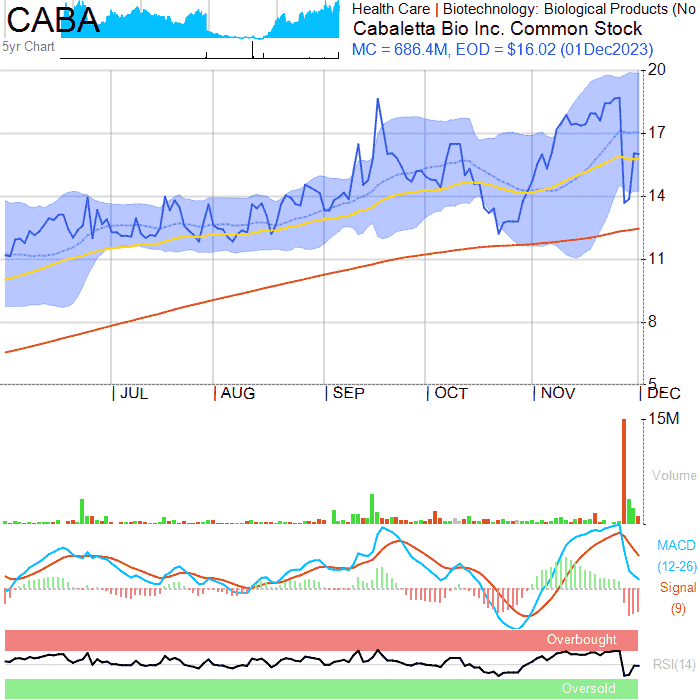 CABA
Health Care | Biotechnology: Biological Products (No
Cabaletta Bio Inc. Common Stock
5yr Chart
MC = 686.4M, EOD = $16.02 (01Dec2023)
20
17
14
11
8
5
JUL
AUG
SEP
OCT
NOV
DEC
15M
Volume
MACD
(12-26)
Signal
(9)
Overbought
RSI(14)
Oversold